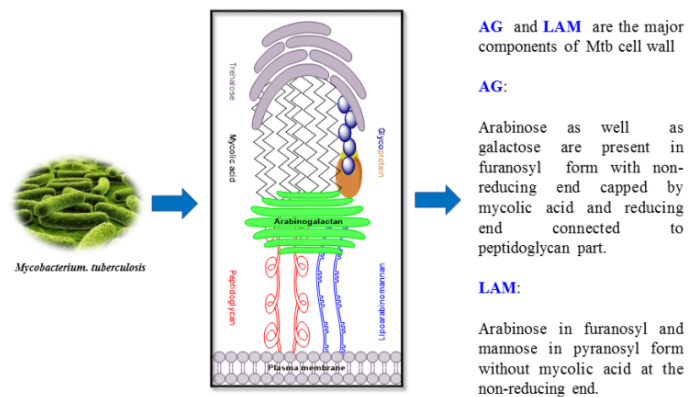 Mycobacterium. tuberculosis
Trehalose
Mycolic acid
Glycoprotein
Arabinogalactan
Peptidoglycan
Lipoarabinomannan
Plasma membrane
AG and LAM are the major
components of Mtb cell wall
AG:
Arabinose as well as
galactose are present in
furanosyl form with non-
reducing end capped by
mycolic acid and reducing
end connected to
peptidoglycan part.
LAM:
Arabinose in furanosyl and
mannose in pyranosyl form
without mycolic acid at the
non-reducing end.